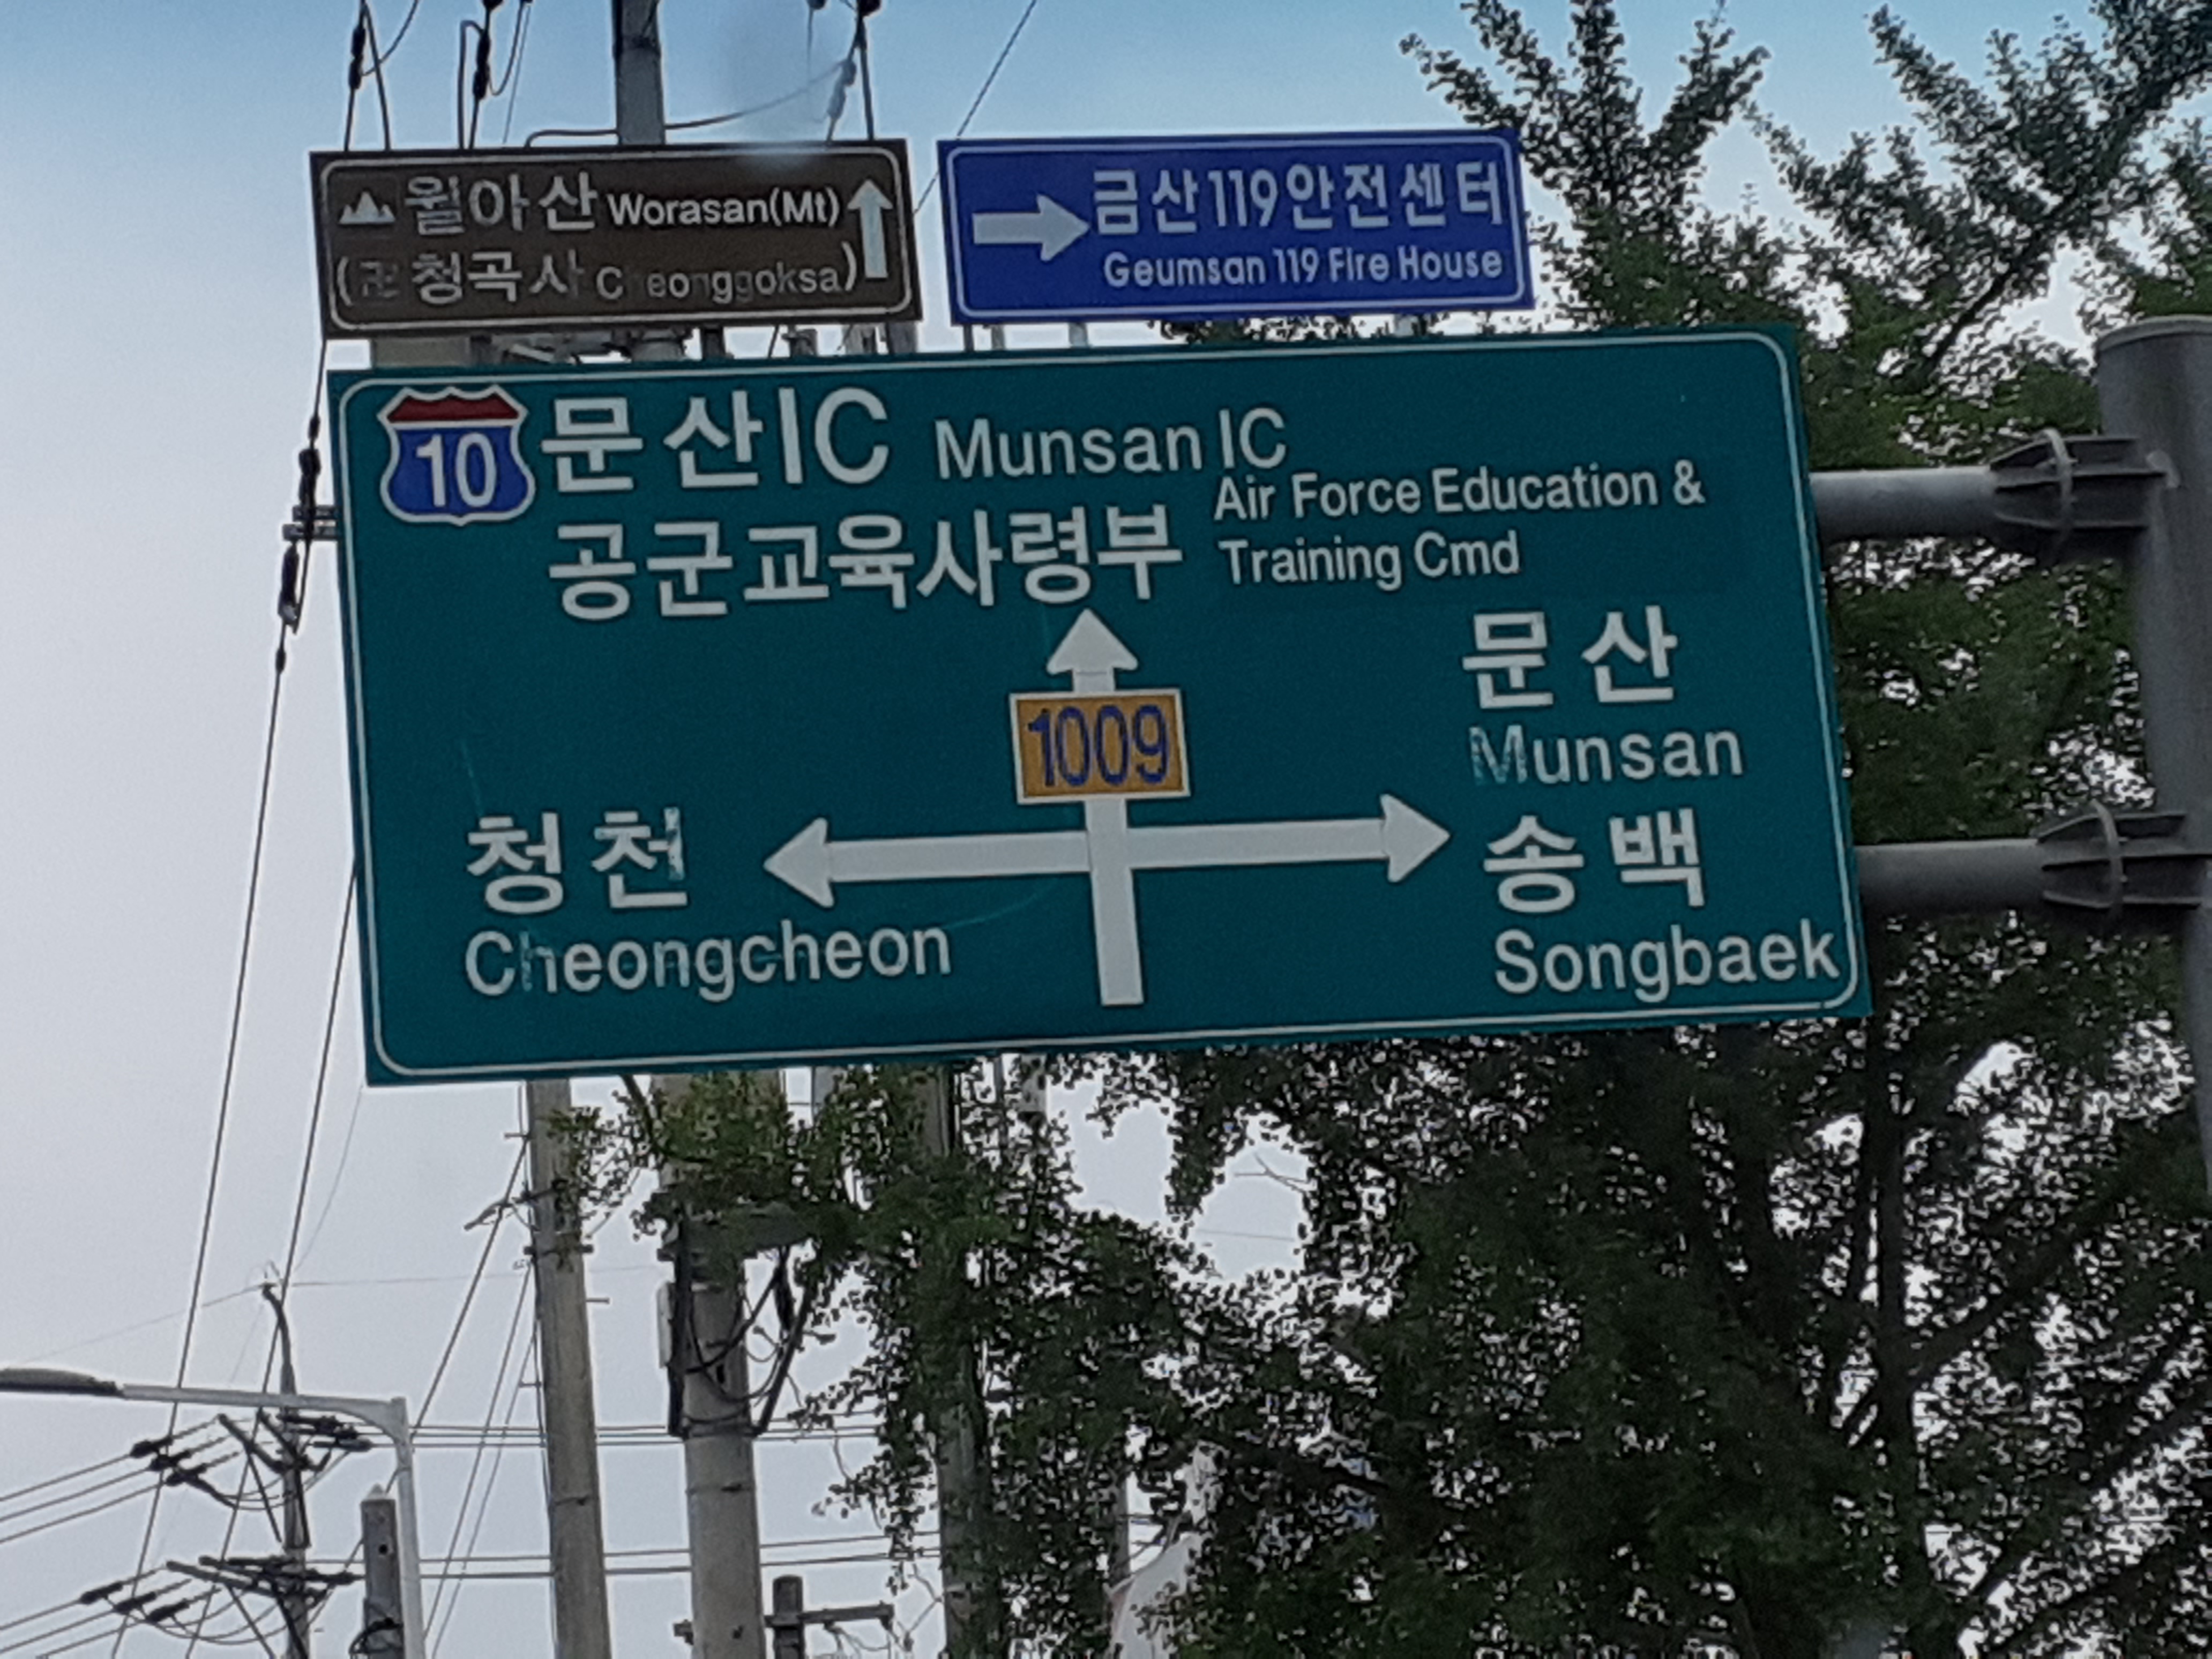 월아산 Worasan(Mt)
(卍 청곡사 Cheonggoksa)
금산119안전센터
Geumsan 119 Fire House
10 문산IC Munsan IC
공군교육사령부 Air Force Education &
Training Cmd
1009
문산
Munsan
청천
Cheongcheon
송백
Songbaek